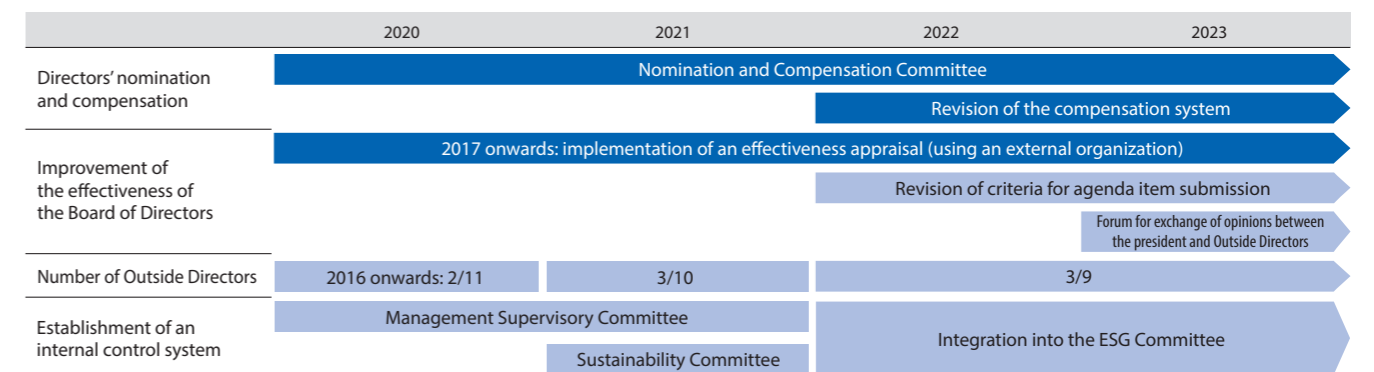 2020 2021 2022 2023
Directors' nomination
and compensation
Nomination and Compensation Committee
Revision of the compensation system
Improvement of
the effectiveness of
the Board of Directors
2017 onwards: implementation of an effectiveness appraisal (using an external organization)
Revision of criteria for agenda item submission
Forum for exchange of opinions between
the president and Outside Directors
Number of Outside Directors
2016 onwards: 2/11
3/10
3/9
Establishment of an
internal control system
Management Supervisory Committee
Sustainability Committee
Integration into the ESG Committee